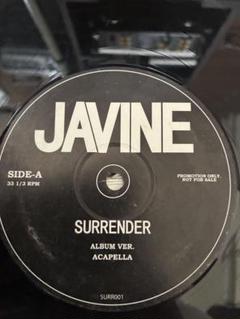 JAVINE
SIDE-A
33 1/3 RPM
PROMOTION ONLY.
NOT FOR SALE
SURRENDER
ALBUM VER.
ACAPELLA
SURR001